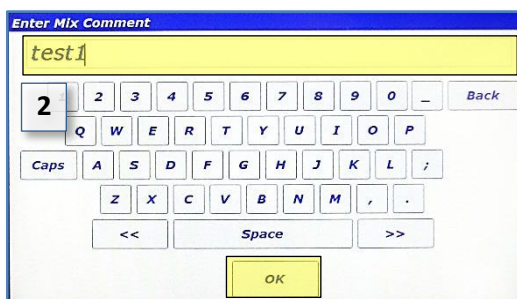 Enter Mix Comment
test1
2
2 3 4 5 6 7 8 9 0 _ Back
Q W E R T Y U I O P
Caps A S D F G H J K L ;
Z X C V B N M , .
<< Space >>
OK